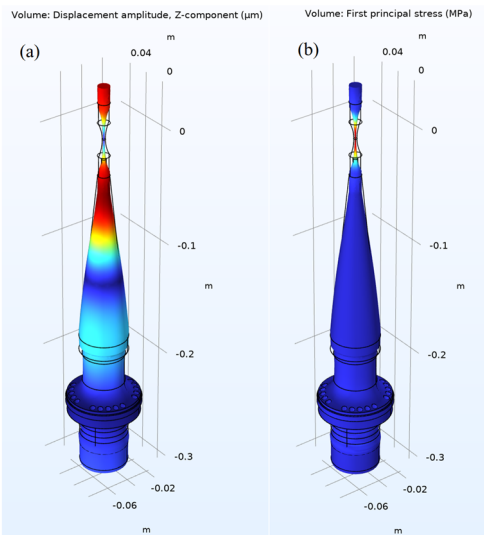 Volume: Displacement amplitude, Z-component (μm)
Volume: First principal stress (MPa)
(a)
m
0.04
0
0
-0.1
m
-0.2
-0.3
-0.02
-0.06
m
(b)
m
0.04
0
0
-0.1
m
-0.2
-0.3
-0.02
-0.06
m